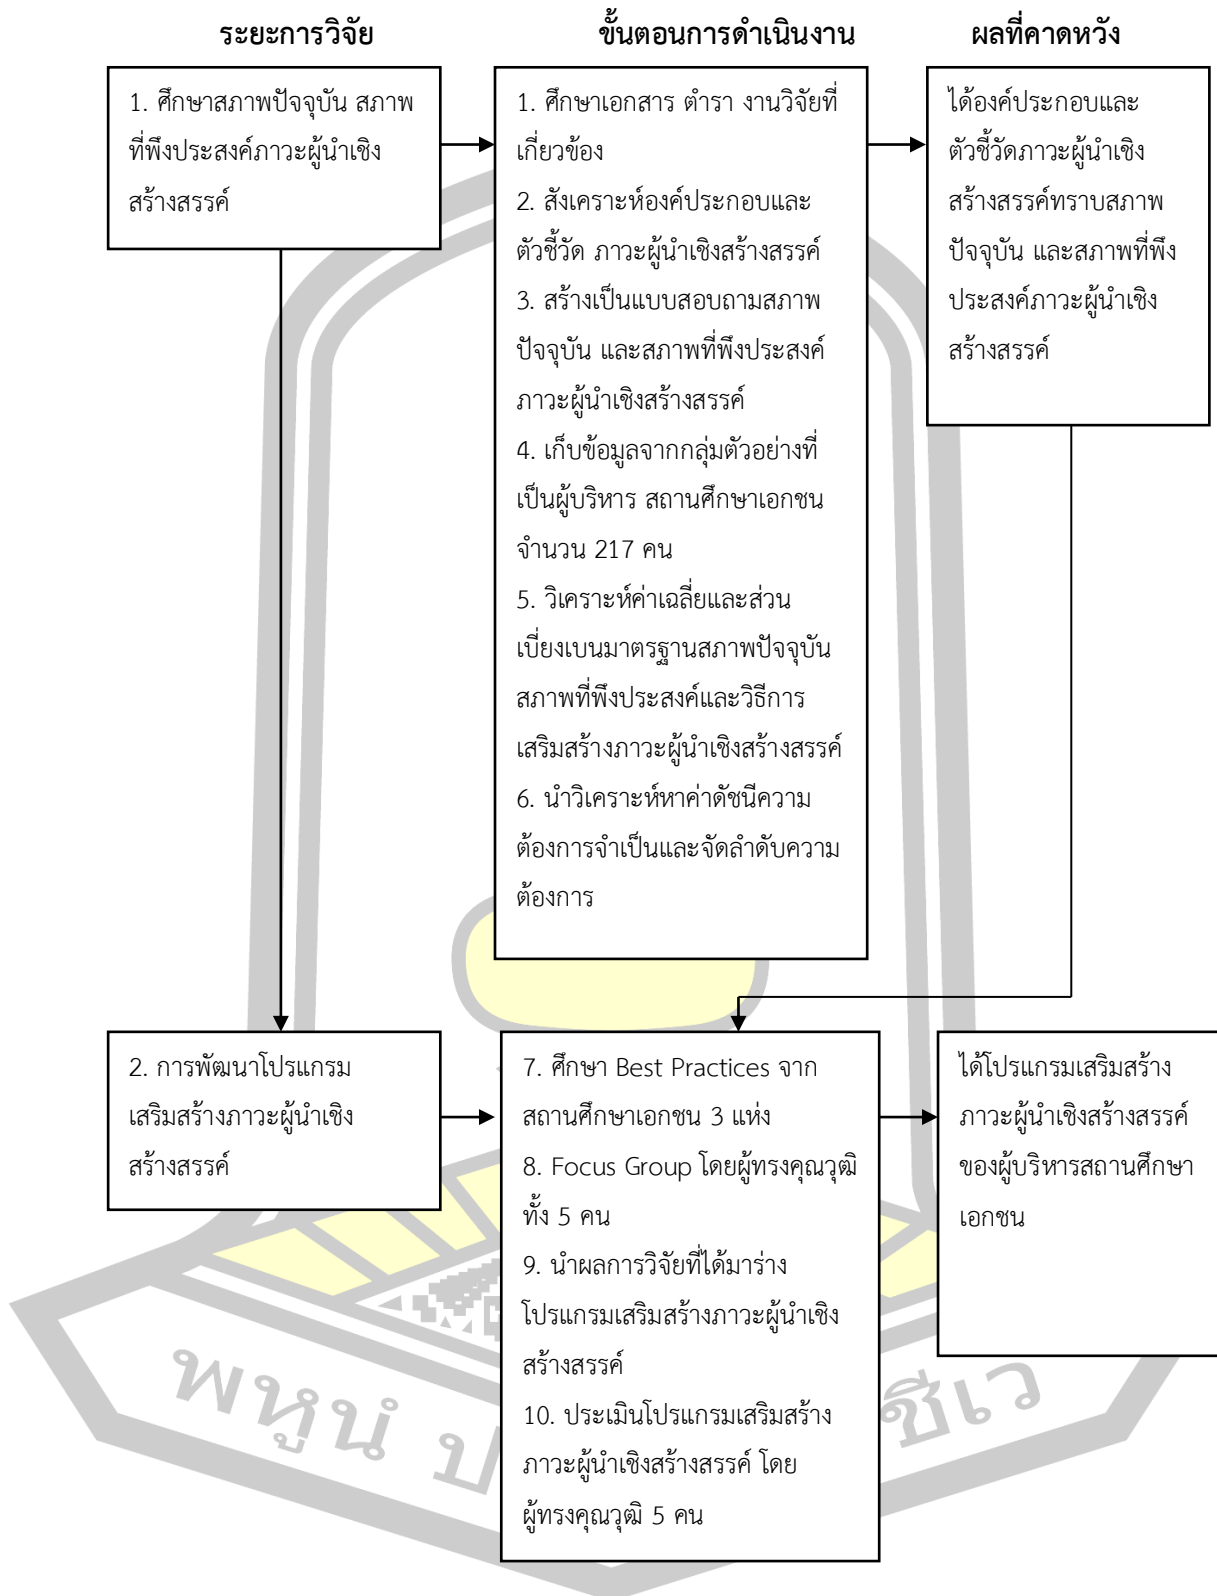 ระยะการวิจัย
ขั้นตอนการดำเนินงาน
ผลที่คาดหวัง
1. ศึกษาสภาพปัจจุบัน สภาพ
ที่พึงประสงค์ภาวะผู้นำเชิง
สร้างสรรค์
1. ศึกษาเอกสาร ตำรา งานวิจัยที่
เกี่ยวข้อง
2. สังเคราะห์องค์ประกอบและ
ตัวชี้วัด ภาวะผู้นำเชิงสร้างสรรค์
3. สร้างเป็นแบบสอบถามสภาพ
ปัจจุบัน และสภาพที่พึงประสงค์
ภาวะผู้นำเชิงสร้างสรรค์
4. เก็บข้อมูลจากกลุ่มตัวอย่างที่
เป็นผู้บริหาร สถานศึกษาเอกชน
จำนวน 217 คน
5. วิเคราะห์ค่าเฉลี่ยและส่วน
เบี่ยงเบนมาตรฐานสภาพปัจจุบัน
สภาพที่พึงประสงค์และวิธีการ
เสริมสร้างภาวะผู้นำเชิงสร้างสรรค์
6. นำวิเคราะห์หาค่าดัชนีความ
ต้องการจำเป็นและจัดลำดับความ
ต้องการ
ได้องค์ประกอบและ
ตัวชี้วัดภาวะผู้นำเชิง
สร้างสรรค์ทราบสภาพ
ปัจจุบัน และสภาพที่พึง
ประสงค์ภาวะผู้นำเชิง
สร้างสรรค์
2. การพัฒนาโปรแกรม
เสริมสร้างภาวะผู้นำเชิง
สร้างสรรค์
7. ศึกษา Best Practices จาก
สถานศึกษาเอกชน 3 แห่ง
8. Focus Group โดยผู้ทรงคุณวุฒิ
ทั้ง 5 คน
9. นำผลการวิจัยที่ได้มาร่าง
โปรแกรมเสริมสร้างภาวะผู้นำเชิง
สร้างสรรค์
10. ประเมินโปรแกรมเสริมสร้าง
ภาวะผู้นำเชิงสร้างสรรค์ โดย
ผู้ทรงคุณวุฒิ 5 คน
ได้โปรแกรมเสริมสร้าง
ภาวะผู้นำเชิงสร้างสรรค์
ของผู้บริหารสถานศึกษา
เอกชน
พหูนํ ชีเว